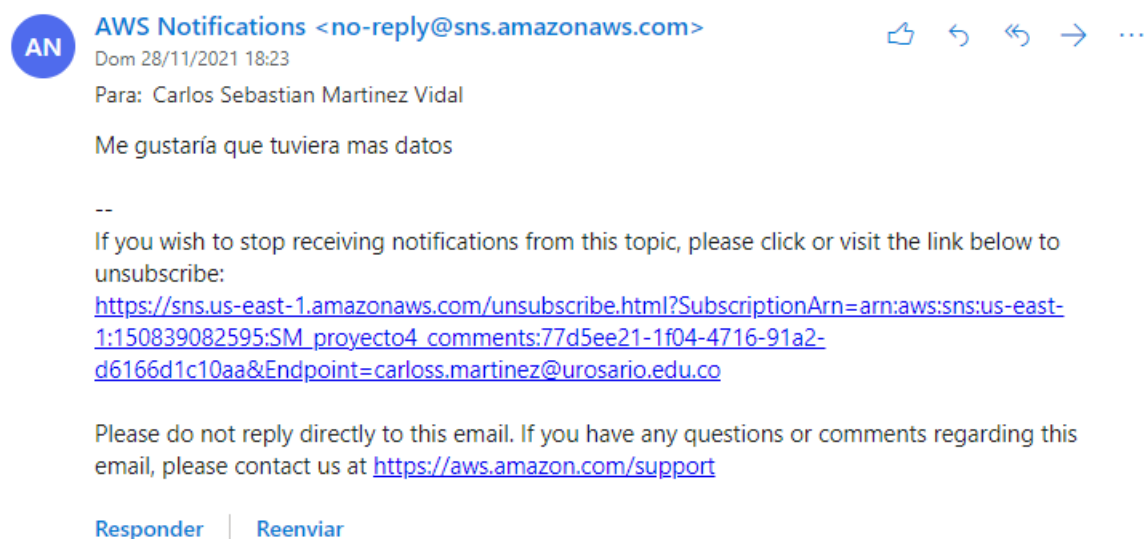 AN
AWS Notifications <no-reply@sns.amazonaws.com>
Dom 28/11/2021 18:23
Para: Carlos Sebastian Martinez Vidal
Me gustaría que tuviera mas datos
--
If you wish to stop receiving notifications from this topic, please click or visit the link below to
unsubscribe:
https://sns.us-east-1.amazonaws.com/unsubscribe.html?SubscriptionArn=arn:aws:sns:us-east-
1:150839082595:SM_proyecto4_comments:77d5ee21-1f04-4716-91a2-
d6166d1c10aa&Endpoint=carloss.martinez@urosario.edu.co
Please do not reply directly to this email. If you have any questions or comments regarding this
email, please contact us at https://aws.amazon.com/support
Responder | Reenviar